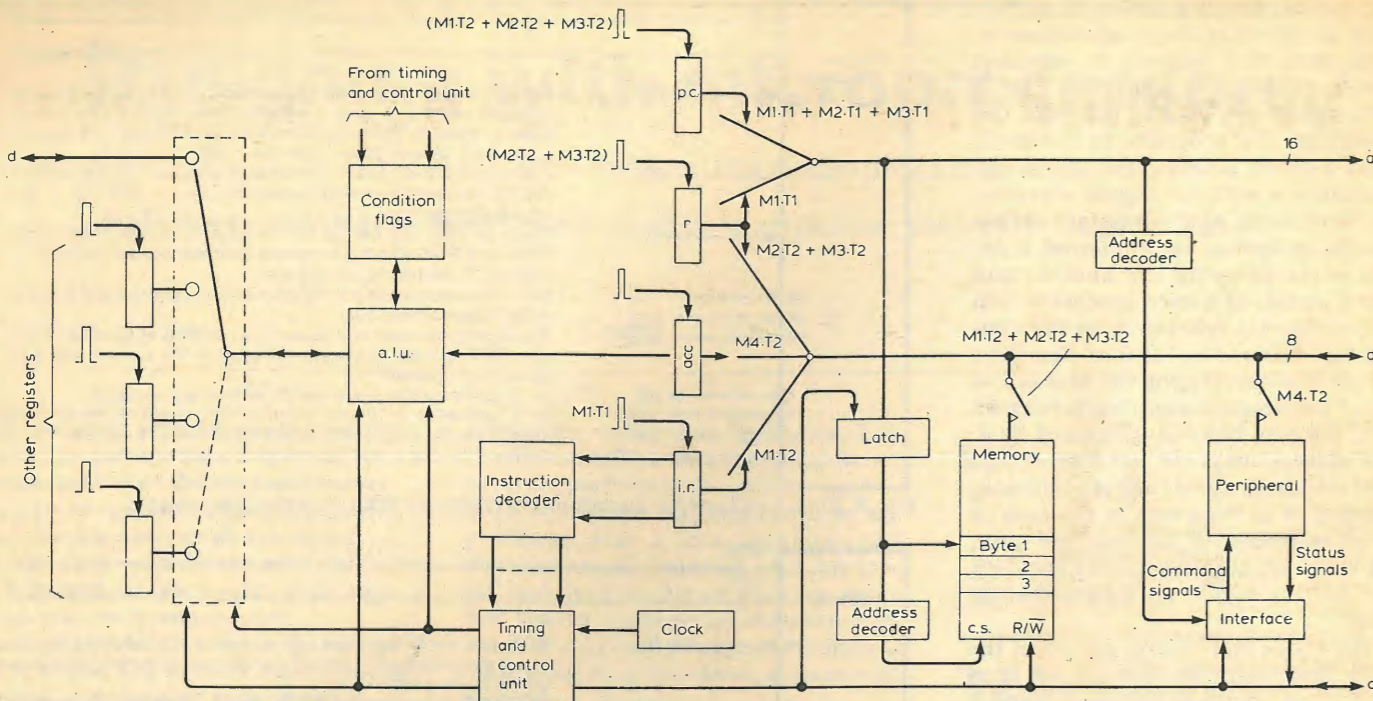 (M1·T2 + M2·T2 + M3·T2)
From timing
and control unit
pc
M1·T1 + M2·T1 + M3·T1
d
(M2·T2 + M3·T2)
16
a
Condition
flags
r
M1·T1
M2·T2 + M3·T2
Address
decoder
Other registers
a.l.u.
acc
M4·T2
M1·T2 + M2·T2 + M3·T2
8
d
M4·T2
M1·T1
Latch
Instruction
decoder
i.r.
M1·T2
Memory
Peripheral
Byte 1
2
3
Command
signals
Status
signals
Timing
and
control
unit
Clock
Address
decoder
c.s.
R/W̅
Interface
c